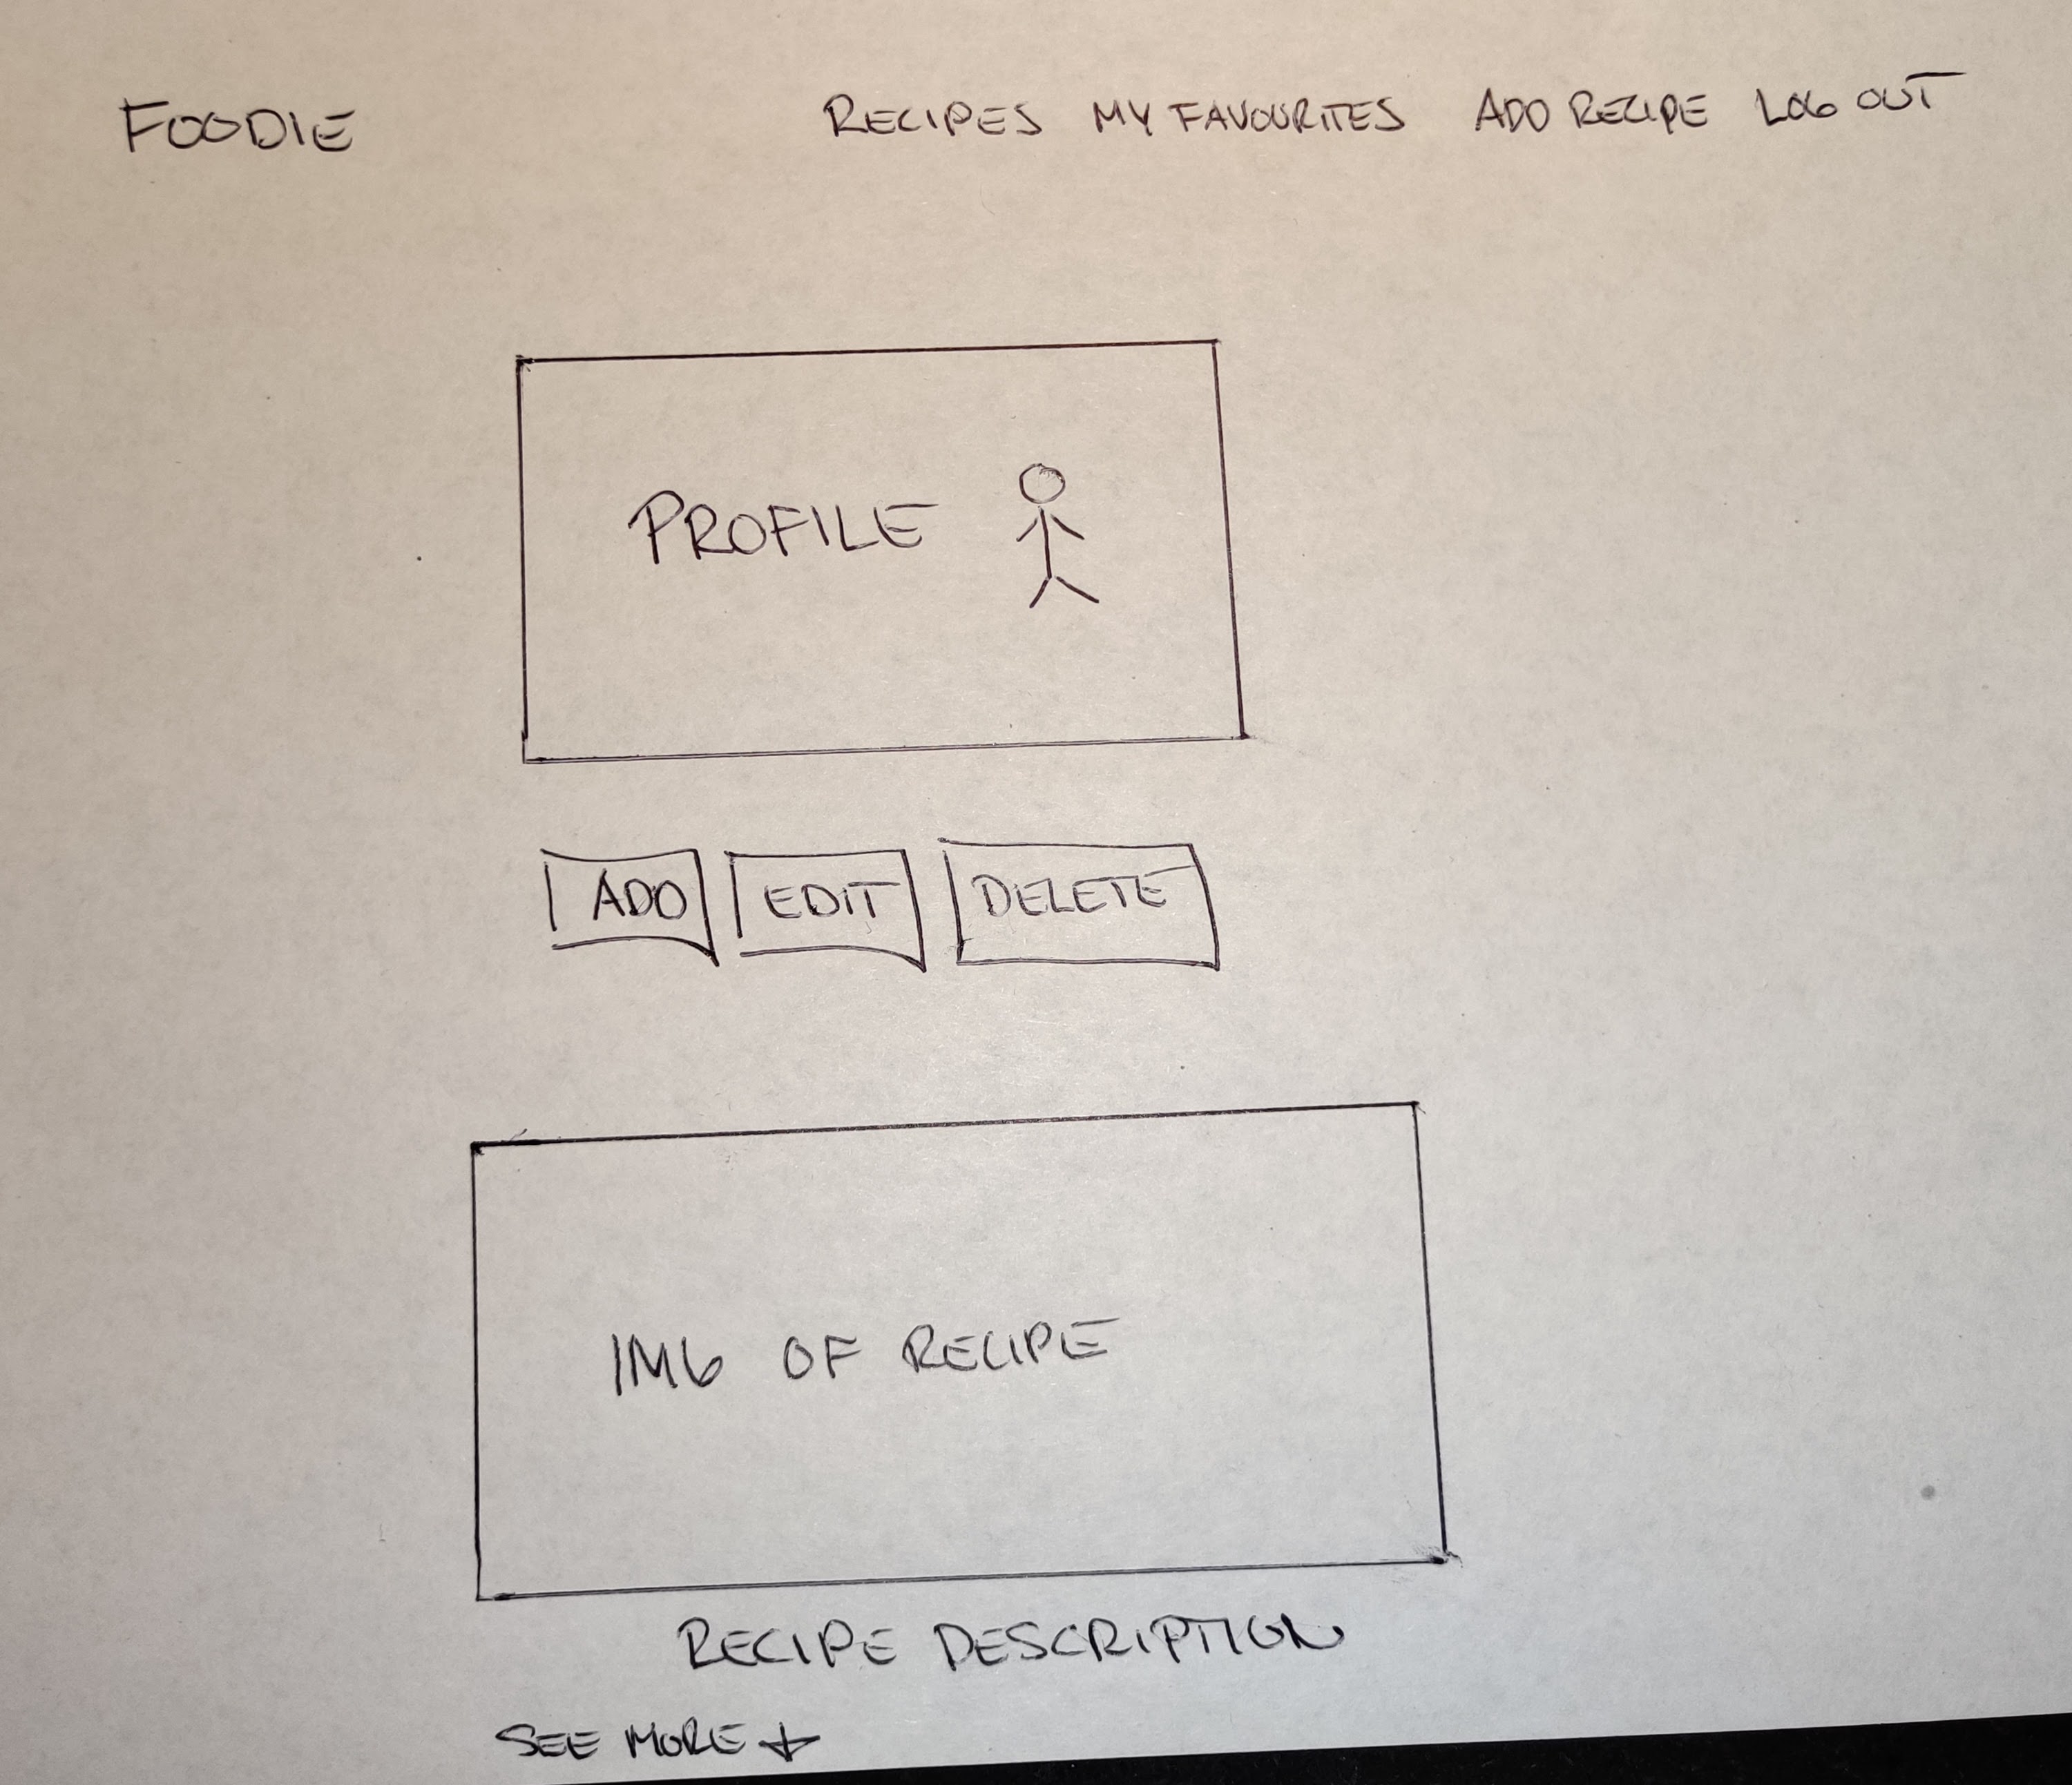 FOODIE RECIPES MY FAVOURITES ADD RECIPE LOG OUT
PROFILE
ADD EDIT DELETE
IMG OF RECIPE
RECIPE DESCRIPTION
SEE MORE